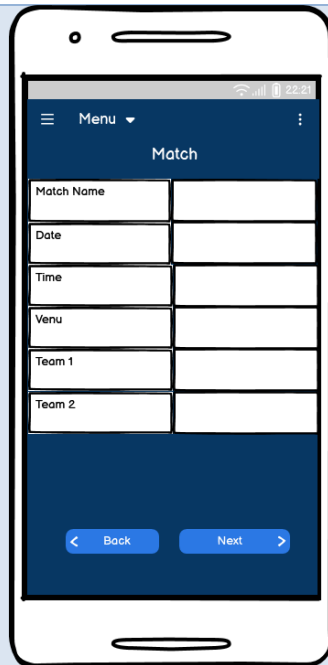 22:21
Menu
Match
Match Name
Date
Time
Venu
Team 1
Team 2
Back
Next